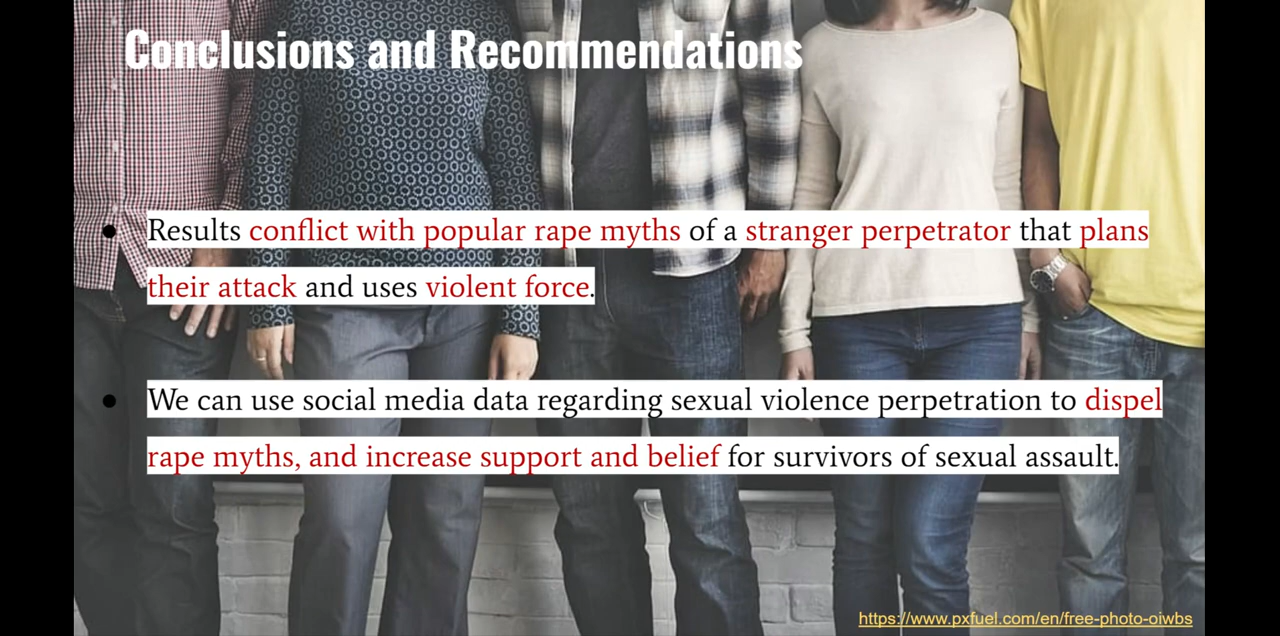 Conclusions and Recommendations
● Results conflict with popular rape myths of a stranger perpetrator that plans
their attack and uses violent force.
● We can use social media data regarding sexual violence perpetration to dispel
rape myths, and increase support and belief for survivors of sexual assault.
https://www.pxfuel.com/en/free-photo-oiwbs